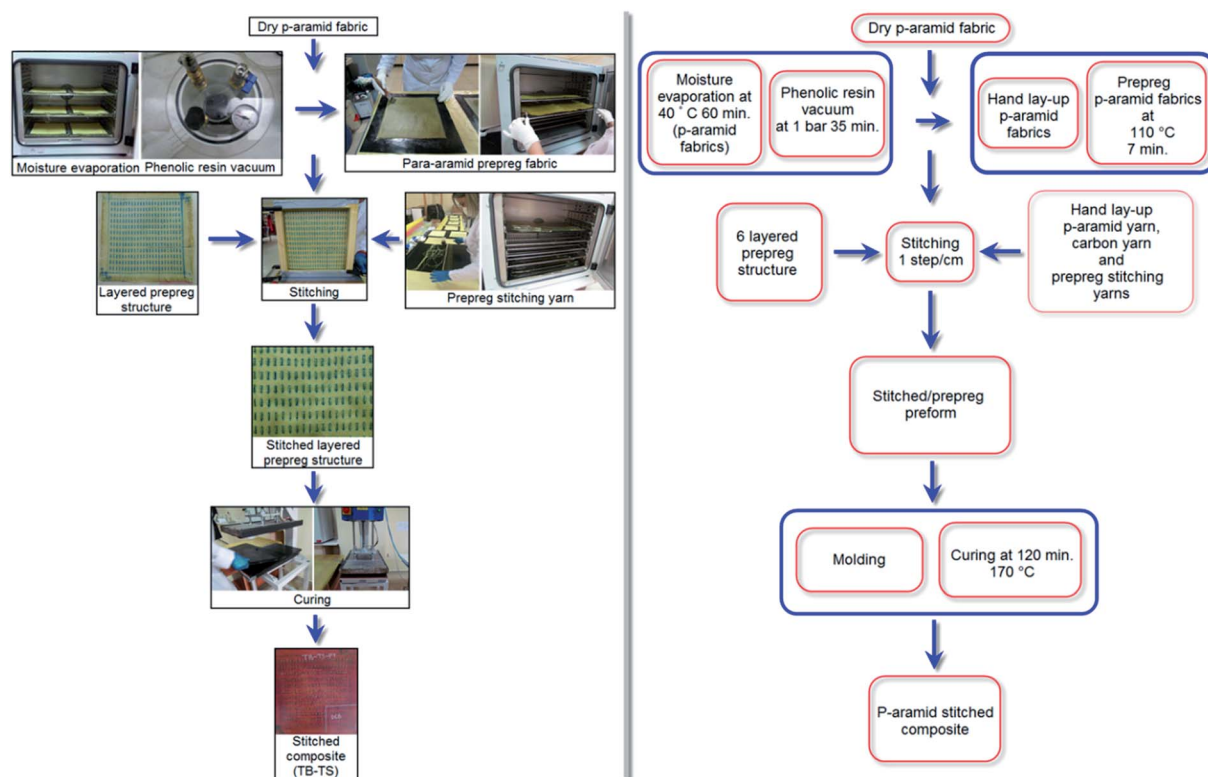 Dry p-aramid fabric
Moisture evaporation
Phenolic resin vacuum
Para-aramid prepreg fabric
Layered prepreg
structure
Stitching
Prepreg stitching yarn
Stitched layered
prepreg structure
Curing
Stitched
composite
(TB-TS)
Dry p-aramid fabric
Moisture
evaporation at
40 ° C 60 min.
(p-aramid
fabrics)
Phenolic resin
vacuum
at 1 bar 35 min.
Hand lay-up
p-aramid
fabrics
Prepreg
p-aramid fabrics
at
110 °C
7 min.
6 layered
prepreg
structure
Stitching
1 step/cm
Hand lay-up
p-aramid yarn,
carbon yarn
and
prepreg stitching
yarns
Stitched/prepreg
preform
Molding
Curing at 120 min.
170 °C
P-aramid stitched
composite